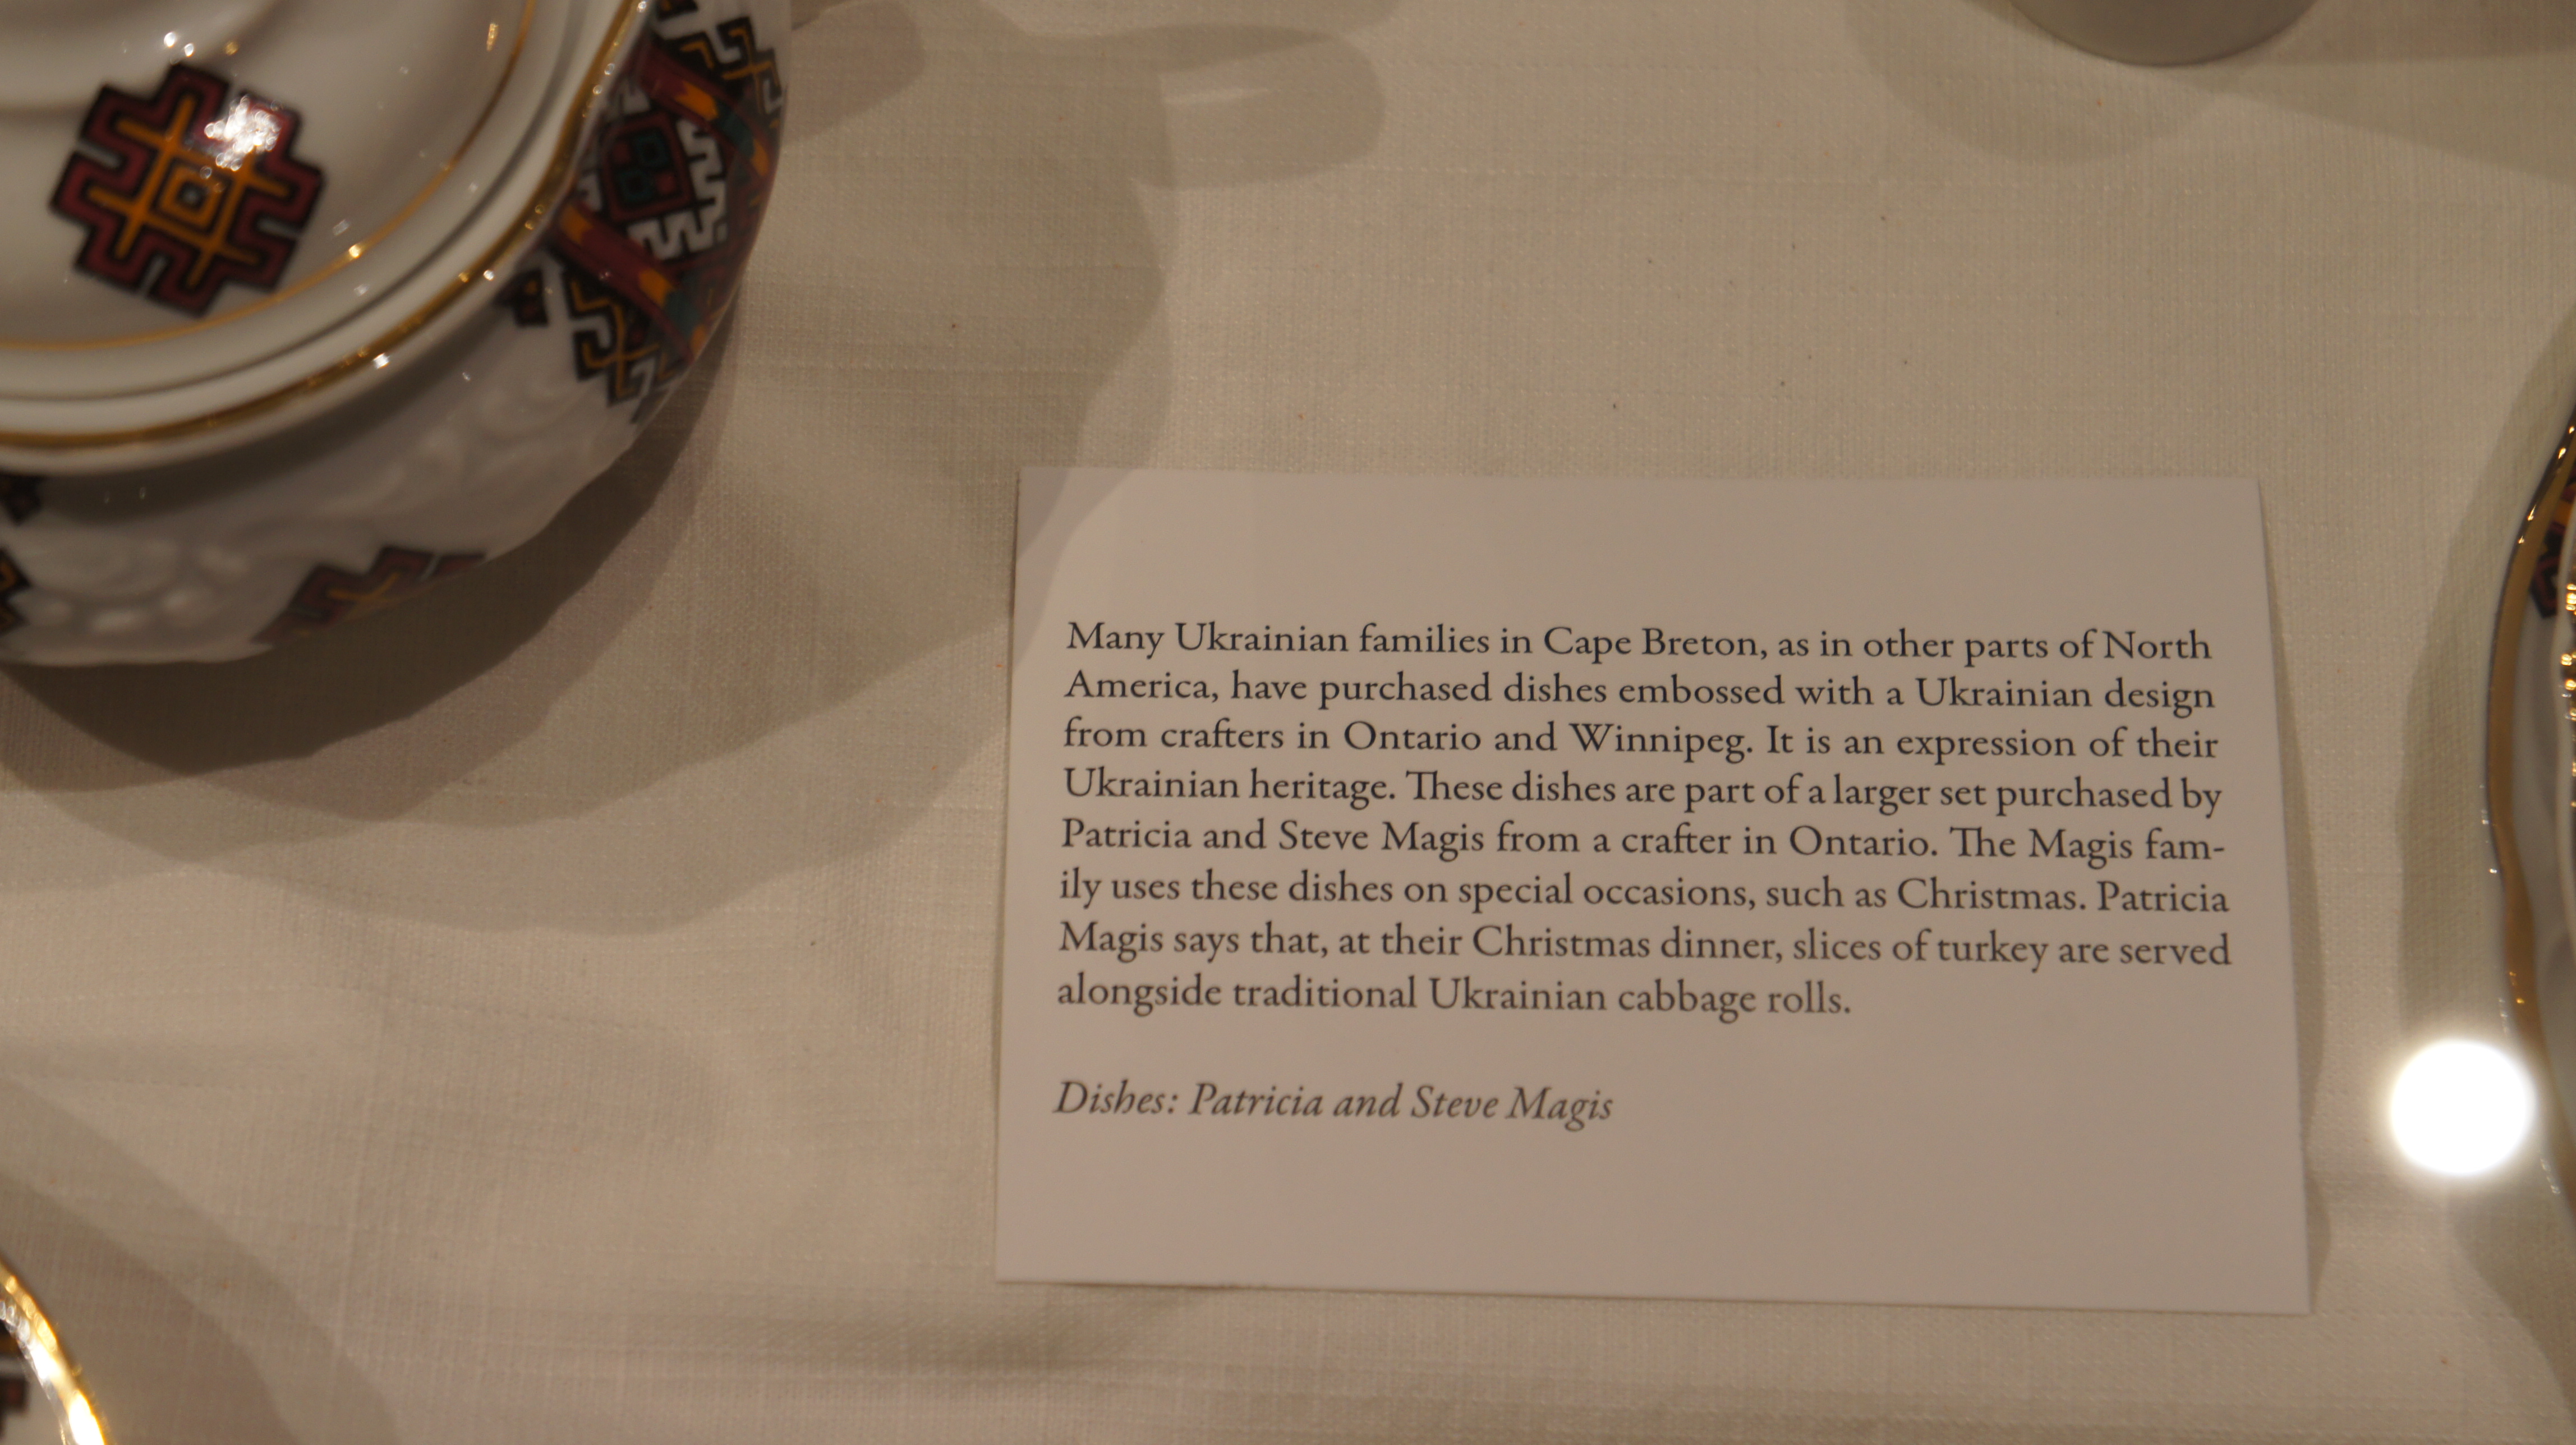 Many Ukrainian families in Cape Breton, as in other parts of North
America, have purchased dishes embossed with a Ukrainian design
from crafters in Ontario and Winnipeg. It is an expression of their
Ukrainian heritage. These dishes are part of a larger set purchased by
Patricia and Steve Magis from a crafter in Ontario. The Magis fam-
ily uses these dishes on special occasions, such as Christmas. Patricia
Magis says that, at their Christmas dinner, slices of turkey are served
alongside traditional Ukrainian cabbage rolls.
Dishes: Patricia and Steve Magis